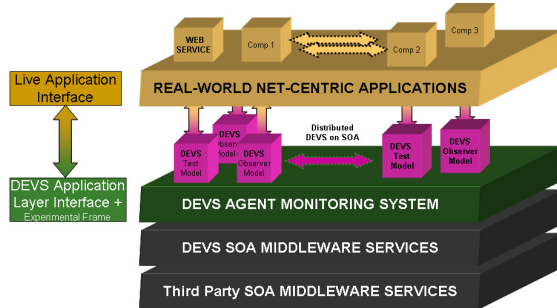 WEB
SERVICE
Comp 1
Comp 2
Comp 3
REAL-WORLD NET-CENTRIC APPLICATIONS
Live Application
Interface
DEVS
Test
Model
DEVS
Observer
Model
DEVS
Observer
Model
Distributed
DEVS on SOA
DEVS
Test
Model
DEVS
Observer
Model
DEVS Application
Layer Interface +
Experimental Frame
DEVS AGENT MONITORING SYSTEM
DEVS SOA MIDDLEWARE SERVICES
Third Party SOA MIDDLEWARE SERVICES